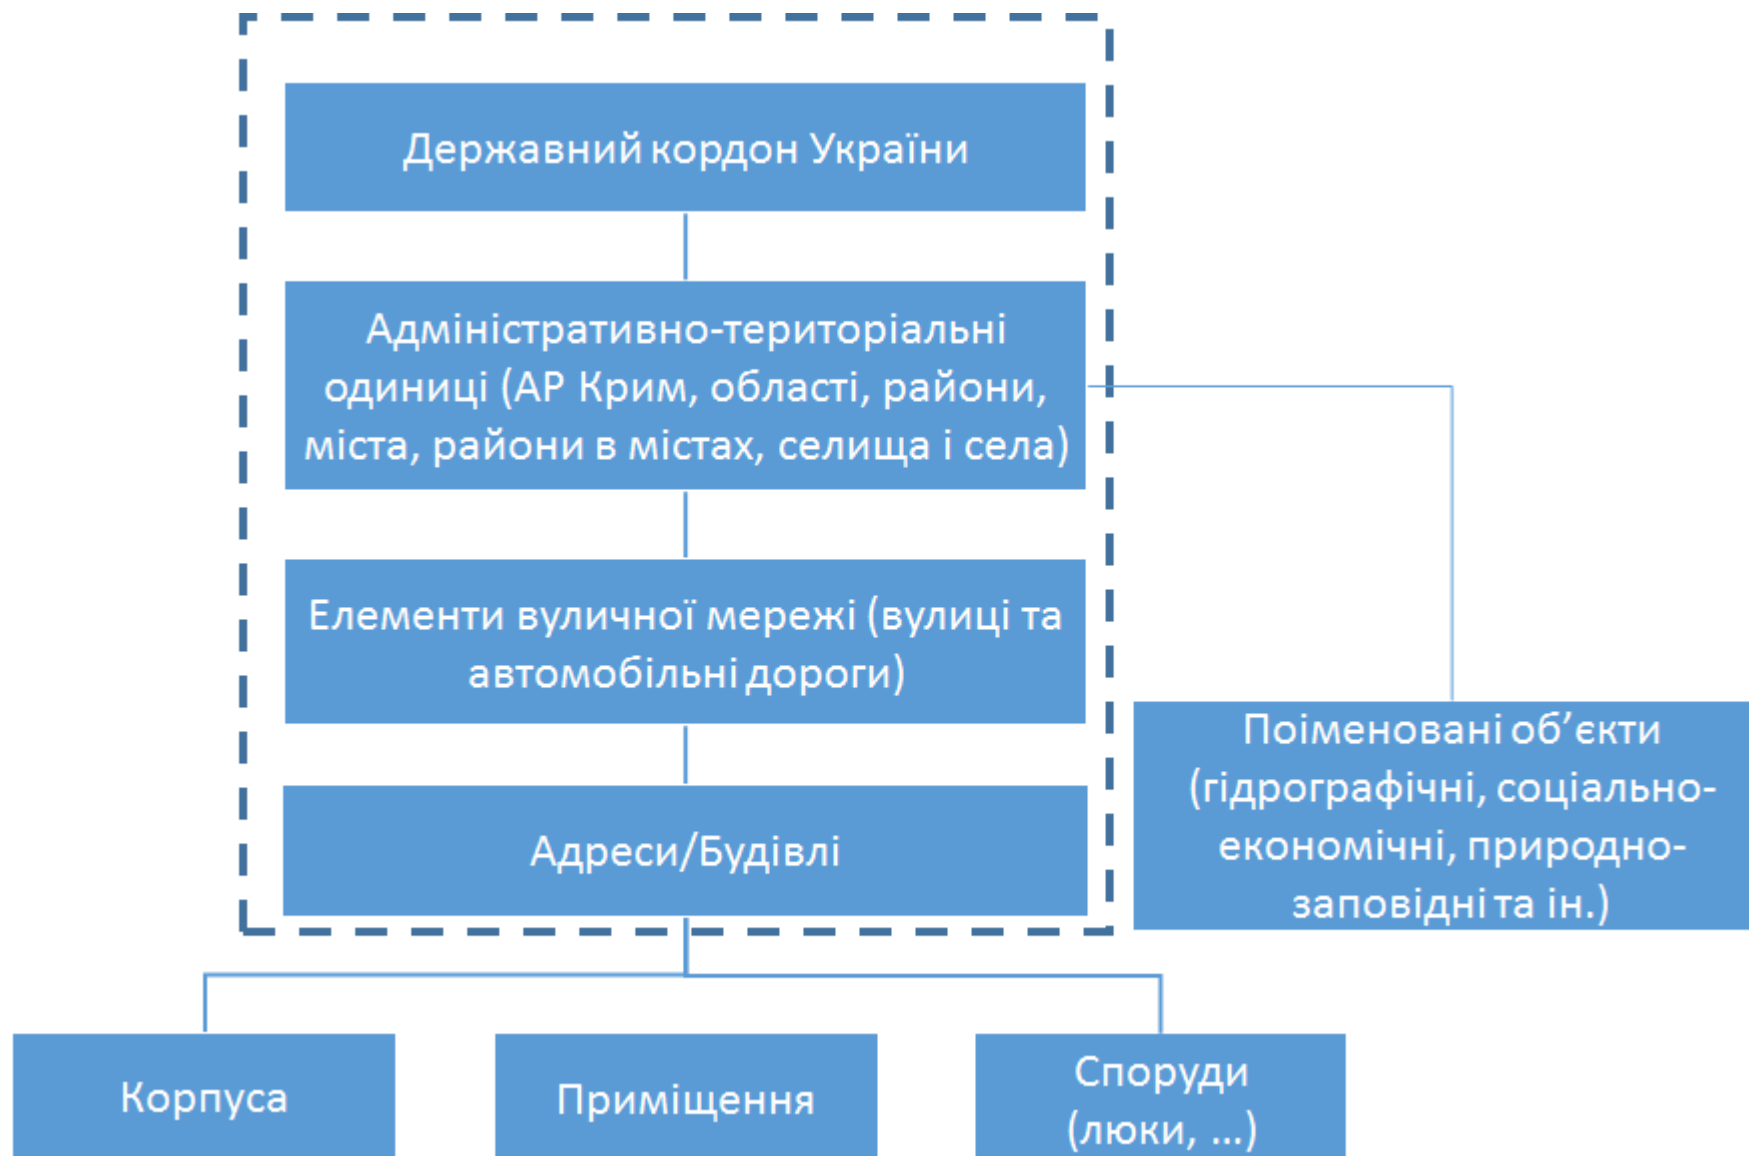 Державний кордон України
Адміністративно-територіальні
одиниці (АР Крим, області, райони,
міста, райони в містах, селища і села)
Елементи вуличної мережі (вулиці та
автомобільні дороги)
Поіменовані об’єкти
(гідрографічні, соціально-
економічні, природно-
заповідні та ін.)
Адреси/Будівлі
Корпуса
Приміщення
Споруди
(люки, ...)